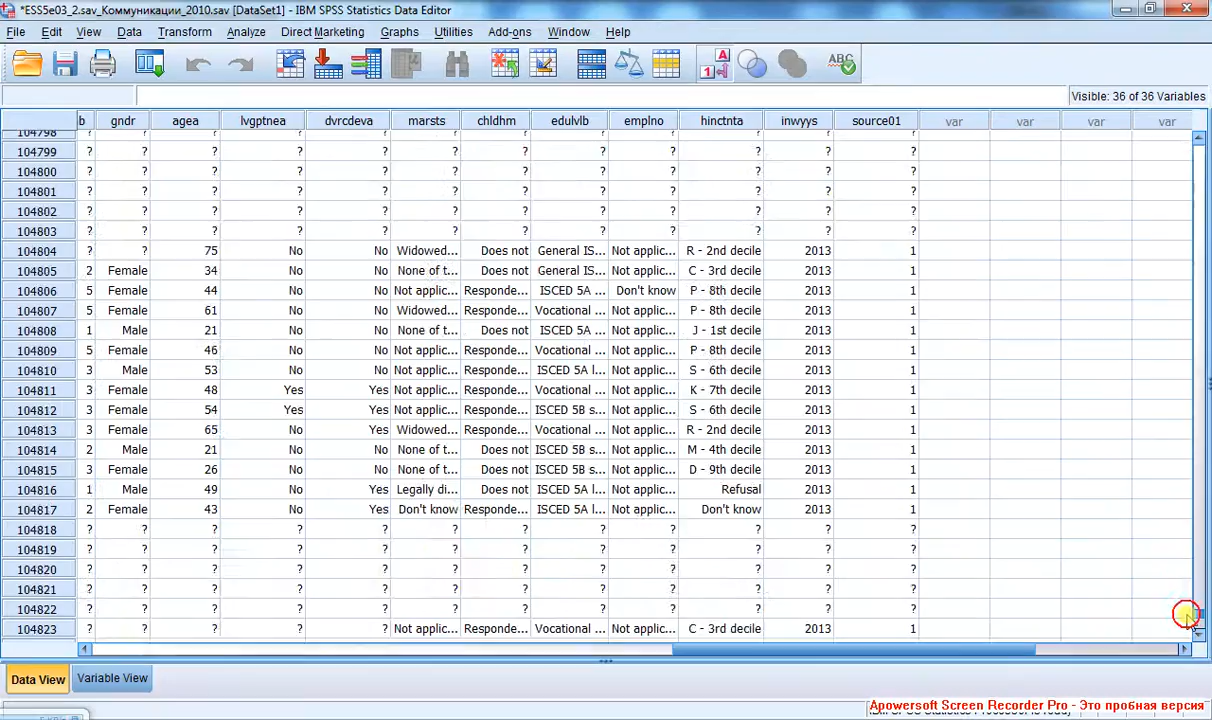 *ESS5e03_2.sav_Коммуникации_2010.sav [DataSet1] - IBM SPSS Statistics Data Editor
File Edit View Data Transform Analyze Direct Marketing Graphs Utilities Add-ons Window Help
Visible: 36 of 36 Variables
b gndr agea lvgptnea dvrcdeva marsts chldhm edulvlb emplno hinctnta inwyys source01 var var var var
104798 ? ? ? ? ? ? ? ? ? ? ? ?
104799 ? ? ? ? ? ? ? ? ? ? ? ?
104800 ? ? ? ? ? ? ? ? ? ? ? ?
104801 ? ? ? ? ? ? ? ? ? ? ? ?
104802 ? ? ? ? ? ? ? ? ? ? ? ?
104803 ? ? ? ? ? ? ? ? ? ? ? ?
104804 ? ? 75 No No Widowed... Does not General IS... Not applic... R - 2nd decile 2013 1
104805 2 Female 34 No No None of t... Does not General IS... Not applic... C - 3rd decile 2013 1
104806 5 Female 44 No No Not applic... Responde... ISCED 5A ... Don't know P - 8th decile 2013 1
104807 5 Female 61 No No Widowed... Responde... Vocational ... Not applic... P - 8th decile 2013 1
104808 1 Male 21 No No None of t... Does not ISCED 5A ... Not applic... J - 1st decile 2013 1
104809 5 Female 46 No No Not applic... Responde... Vocational ... Not applic... P - 8th decile 2013 1
104810 3 Male 53 No No Not applic... Responde... ISCED 5A l... Not applic... S - 6th decile 2013 1
104811 3 Female 48 Yes Yes Not applic... Responde... Vocational ... Not applic... K - 7th decile 2013 1
104812 3 Female 54 Yes Yes Not applic... Responde... ISCED 5B s... Not applic... S - 6th decile 2013 1
104813 3 Female 65 No Yes Widowed... Responde... Vocational ... Not applic... R - 2nd decile 2013 1
104814 2 Male 21 No No None of t... Does not ISCED 5B s... Not applic... M - 4th decile 2013 1
104815 3 Female 26 No No None of t... Does not ISCED 5B s... Not applic... D - 9th decile 2013 1
104816 1 Male 49 No Yes Legally di... Does not ISCED 5A l... Not applic... Refusal 2013 1
104817 2 Female 43 No Yes Don't know Responde... ISCED 5A l... Not applic... Don't know 2013 1
104818 ? ? ? ? ? ? ? ? ? ? ? ?
104819 ? ? ? ? ? ? ? ? ? ? ? ?
104820 ? ? ? ? ? ? ? ? ? ? ? ?
104821 ? ? ? ? ? ? ? ? ? ? ? ?
104822 ? ? ? ? ? ? ? ? ? ? ? ?
104823 ? ? ? ? ? Not applic... Responde... Vocational ... Not applic... C - 3rd decile 2013 1
Data View Variable View
Apowersoft Screen Recorder Pro - Это пробная версия